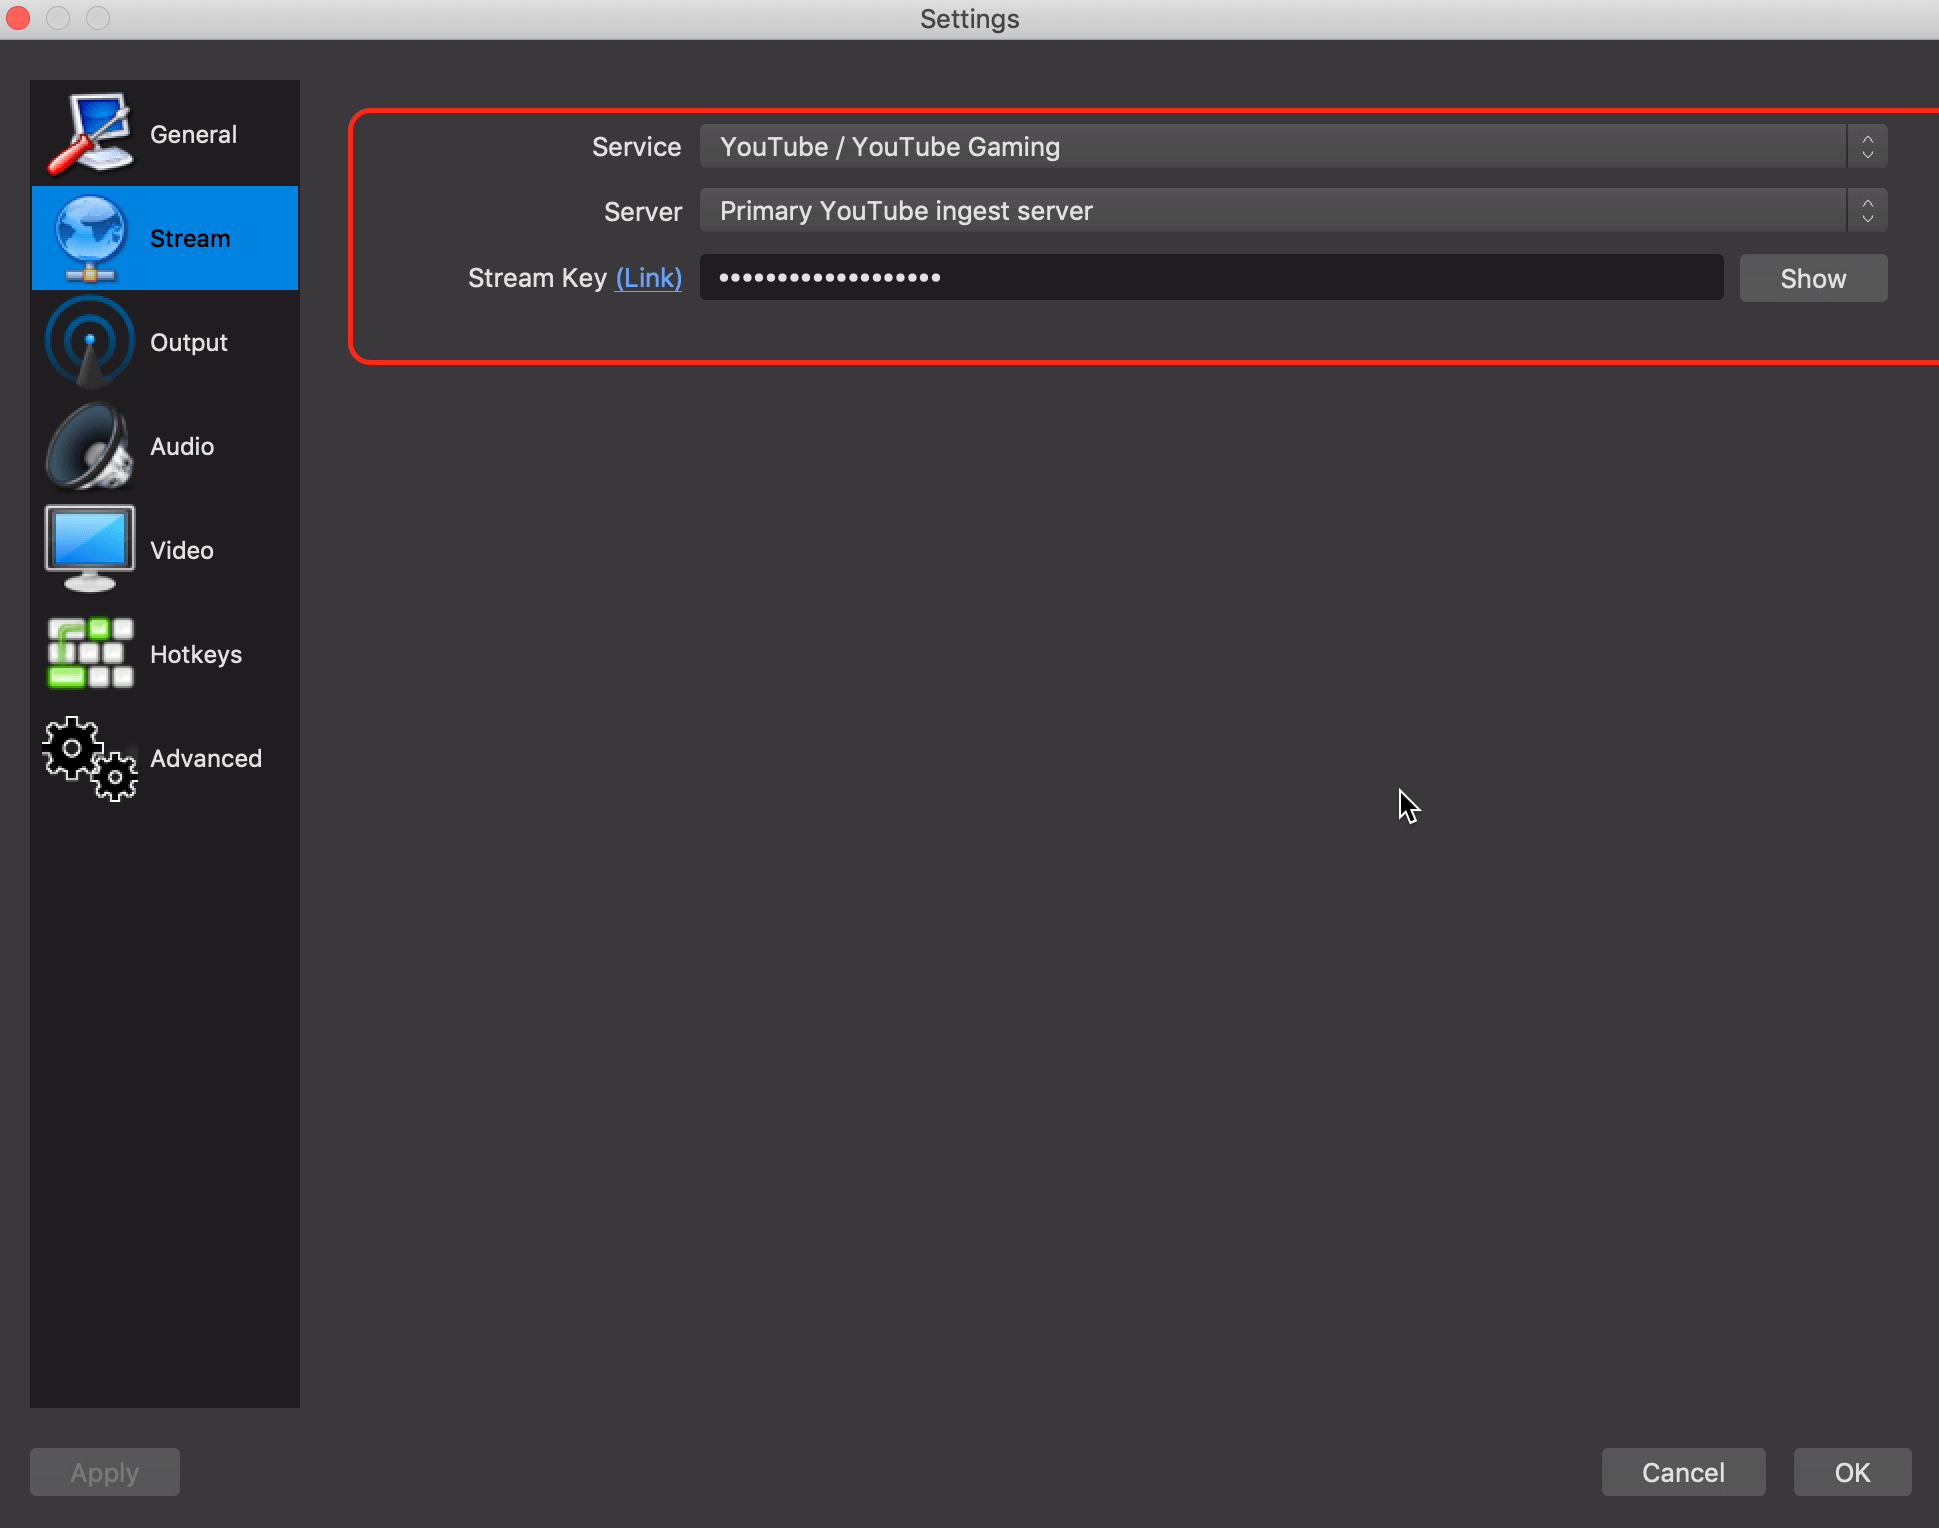 Settings
General
Stream
Output
Audio
Video
Hotkeys
Advanced
Service YouTube / YouTube Gaming
Server Primary YouTube ingest server
Stream Key (Link) ••••••••••••••••••• Show
Apply Cancel OK